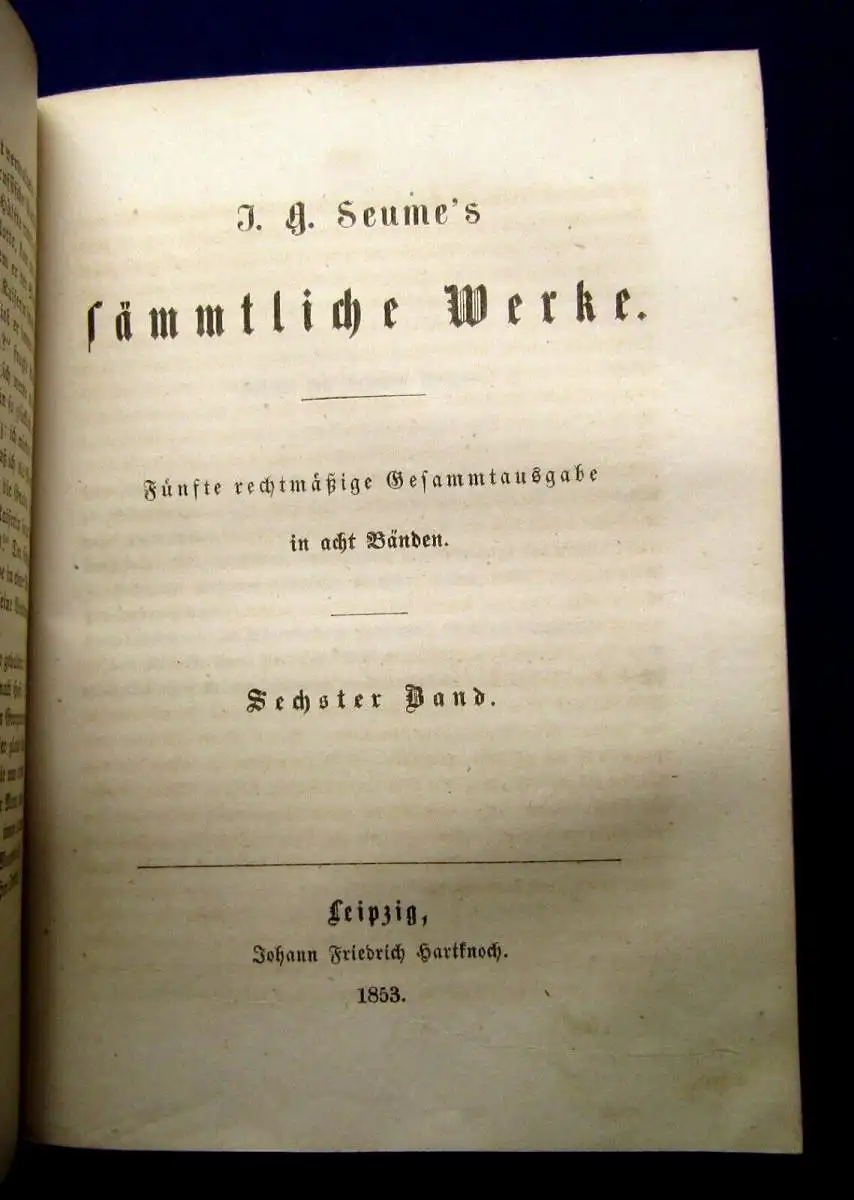 J. G. Seume's
sämmtliche Werke.
Fünfte rechtmäßige Gesammtausgabe
in acht Bänden.
Sechster Band.
Leipzig,
Johann Friedrich Hartknoch.
1853.